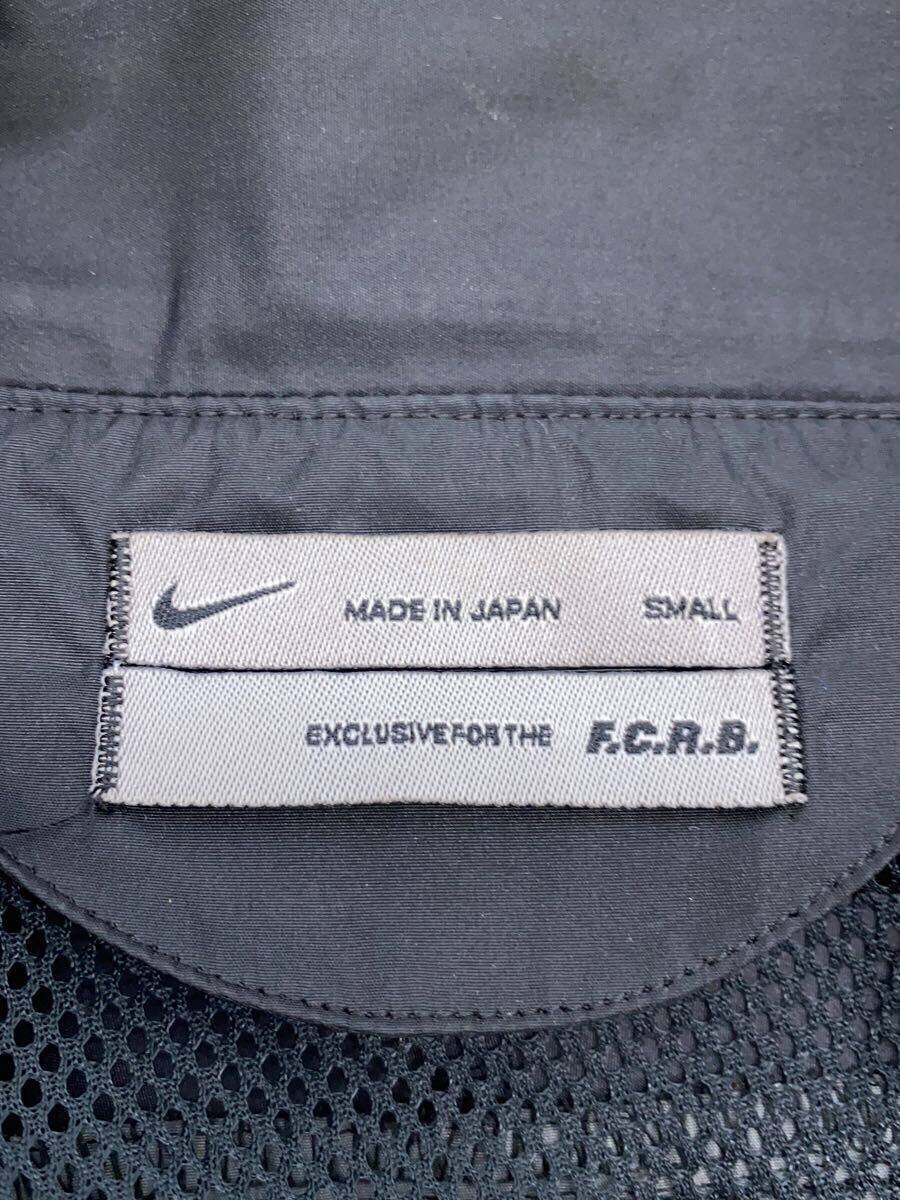 MADE IN JAPAN SMALL
EXCLUSIVE FOR THE F.C.R.B.